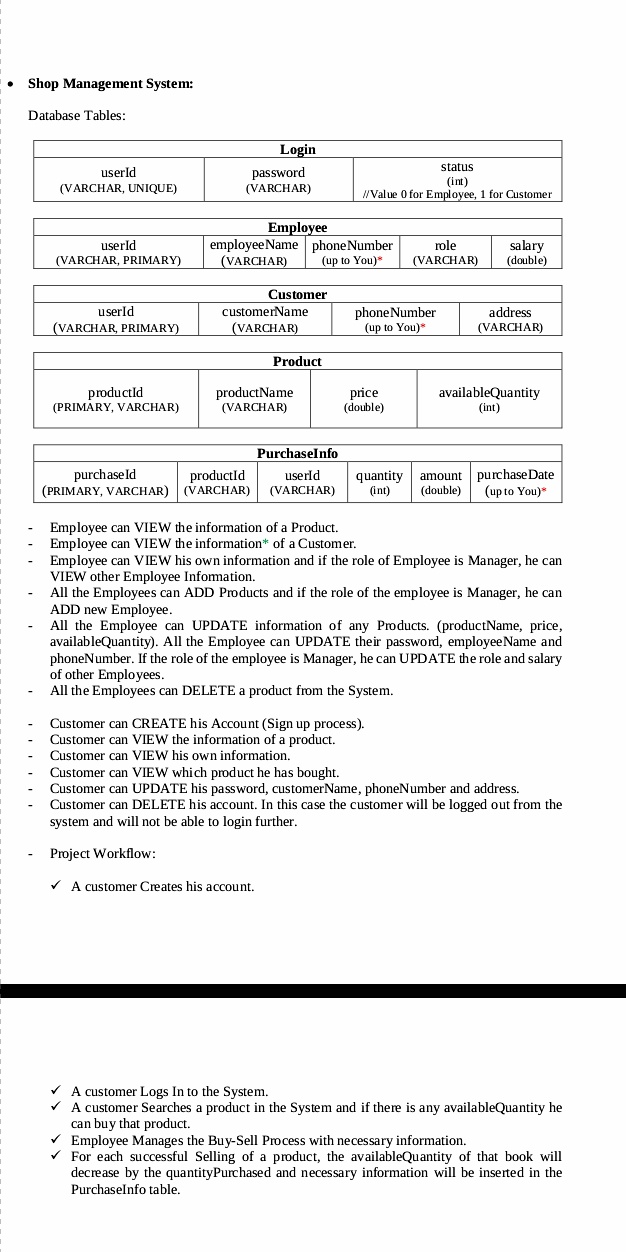 • Shop Management System:
Database Tables:
Login
userId password status
(VARCHAR, UNIQUE) (VARCHAR) (int)
//Value 0 for Employee, 1 for Customer
Employee
userId employeeName phoneNumber role salary
(VARCHAR, PRIMARY) (VARCHAR) (up to You)* (VARCHAR) (double)
Customer
userId customerName phoneNumber address
(VARCHAR, PRIMARY) (VARCHAR) (up to You)* (VARCHAR)
Product
productId productName price availableQuantity
(PRIMARY, VARCHAR) (VARCHAR) (double) (int)
PurchaseInfo
purchaseId productId userId quantity amount purchaseDate
(PRIMARY, VARCHAR) (VARCHAR) (VARCHAR) (int) (double) (up to You)*
- Employee can VIEW the information of a Product.
- Employee can VIEW the information* of a Customer.
- Employee can VIEW his own information and if the role of Employee is Manager, he can
VIEW other Employee Information.
- All the Employees can ADD Products and if the role of the employee is Manager, he can
ADD new Employee.
- All the Employee can UPDATE information of any Products. (productName, price,
availableQuantity). All the Employee can UPDATE their password, employeeName and
phoneNumber. If the role of the employee is Manager, he can UPDATE the role and salary
of other Employees.
- All the Employees can DELETE a product from the System.
- Customer can CREATE his Account (Sign up process).
- Customer can VIEW the information of a product.
- Customer can VIEW his own information.
- Customer can VIEW which product he has bought.
- Customer can UPDATE his password, customerName, phoneNumber and address.
- Customer can DELETE his account. In this case the customer will be logged out from the
system and will not be able to login further.
- Project Workflow:
✓ A customer Creates his account.
✓ A customer Logs In to the System.
✓ A customer Searches a product in the System and if there is any availableQuantity he
can buy that product.
✓ Employee Manages the Buy-Sell Process with necessary information.
✓ For each successful Selling of a product, the availableQuantity of that book will
decrease by the quantityPurchased and necessary information will be inserted in the
PurchaseInfo table.